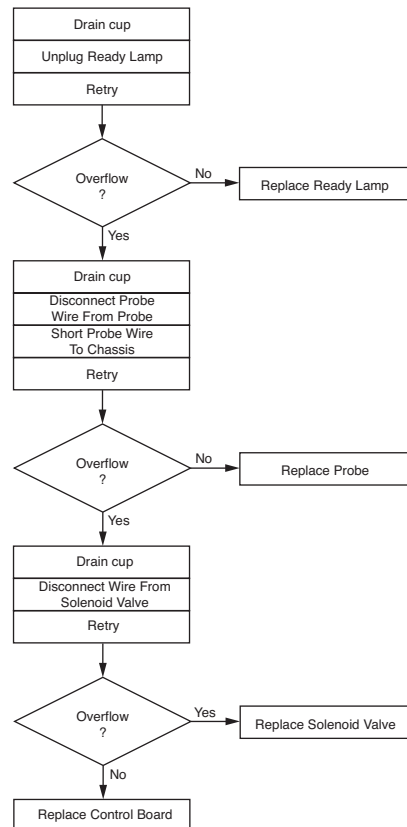 Drain cup
Unplug Ready Lamp
Retry
Overflow
?
No
Replace Ready Lamp
Yes
Drain cup
Disconnect Probe
Wire From Probe
Short Probe Wire
To Chassis
Retry
Overflow
?
No
Replace Probe
Yes
Drain cup
Disconnect Wire From
Solenoid Valve
Retry
Overflow
?
Yes
Replace Solenoid Valve
No
Replace Control Board